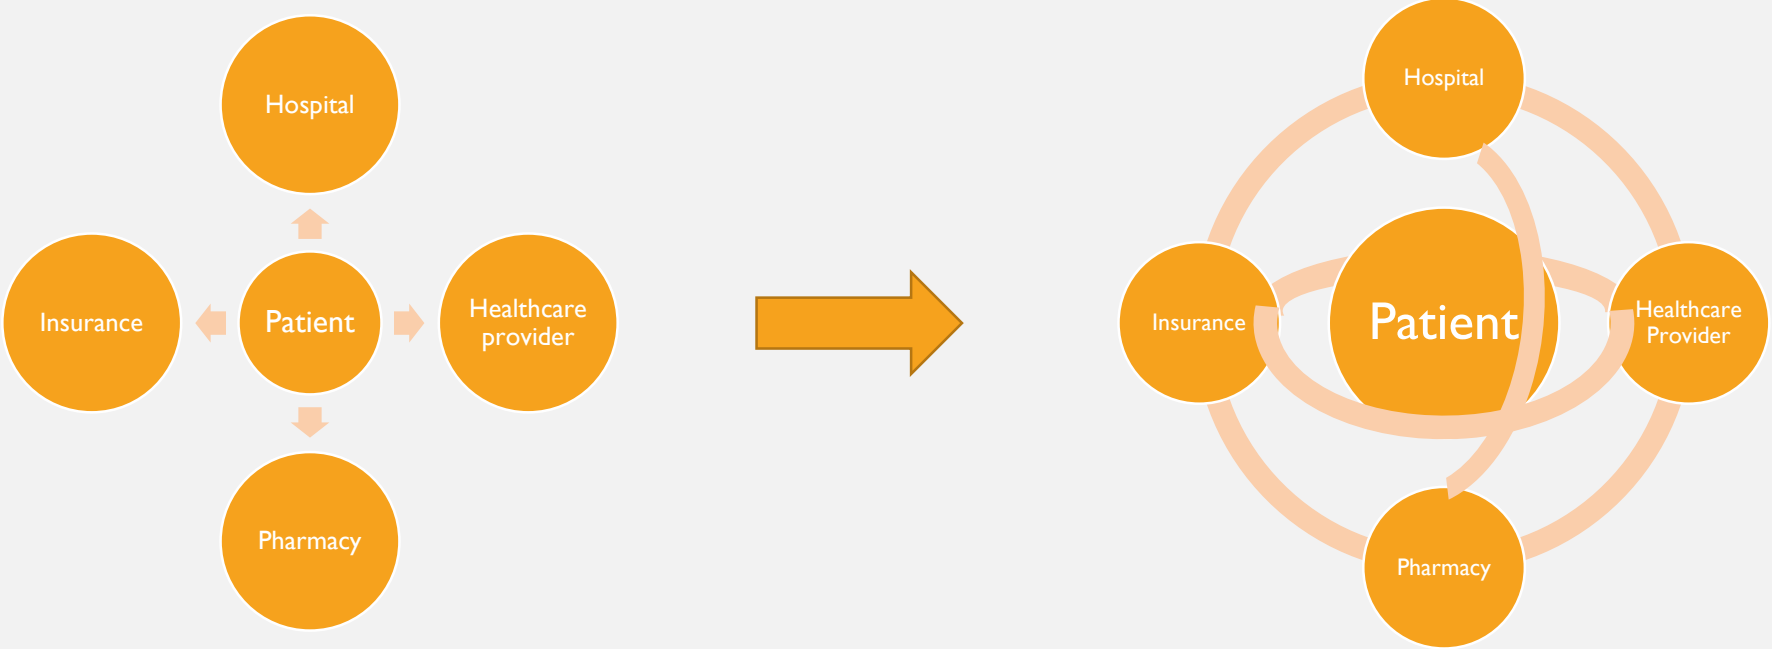 Hospital
Insurance
Patient
Healthcare
provider
Pharmacy
Hospital
Insurance
Patient
Healthcare
Provider
Pharmacy